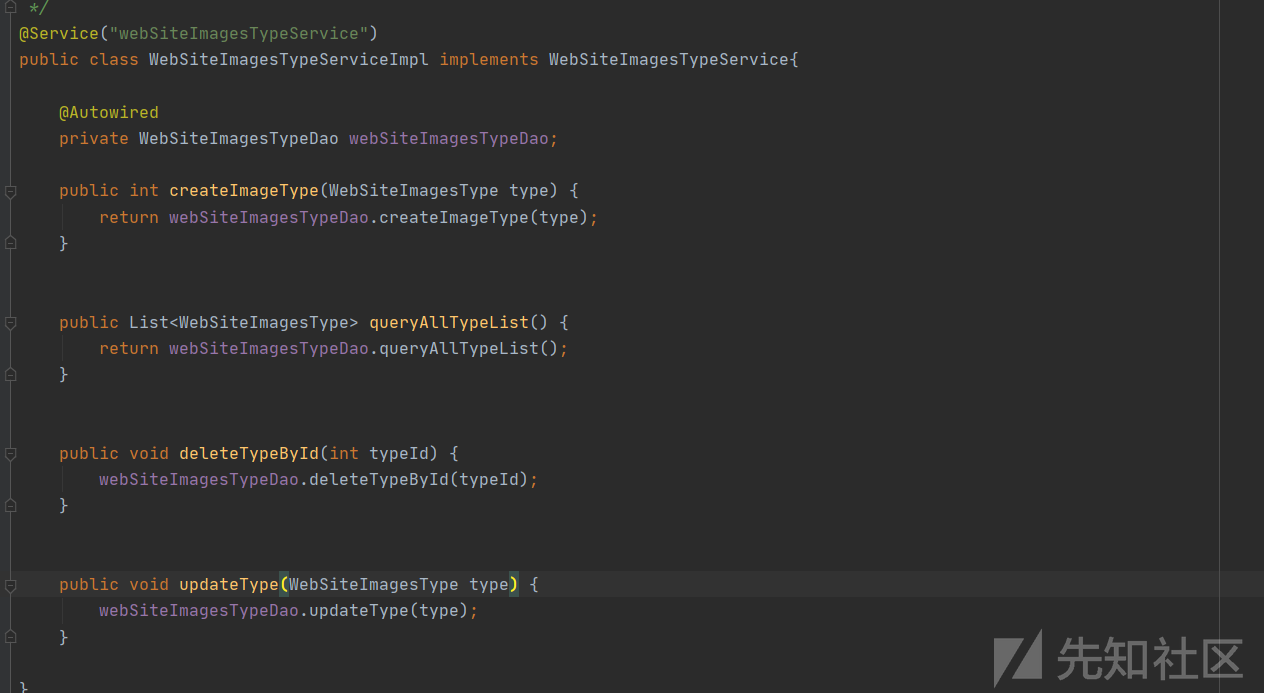 */
@Service("webSiteImagesTypeService")
public class WebSiteImagesTypeServiceImpl implements WebSiteImagesTypeService{
@Autowired
private WebSiteImagesTypeDao webSiteImagesTypeDao;
public int createImageType(WebSiteImagesType type) {
return webSiteImagesTypeDao.createImageType(type);
}
public List<WebSiteImagesType> queryAllTypeList() {
return webSiteImagesTypeDao.queryAllTypeList();
}
public void deleteTypeById(int typeId) {
webSiteImagesTypeDao.deleteTypeById(typeId);
}
public void updateType(WebSiteImagesType type) {
webSiteImagesTypeDao.updateType(type);
}
}
先知社区